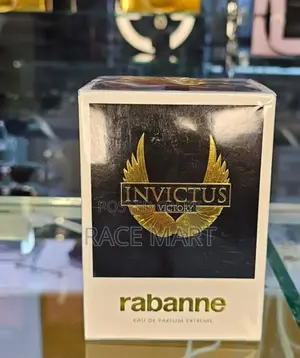 INVICTUS
VICTORY
RACE MART
rabanne
EAU DE PARFUM EXTREME